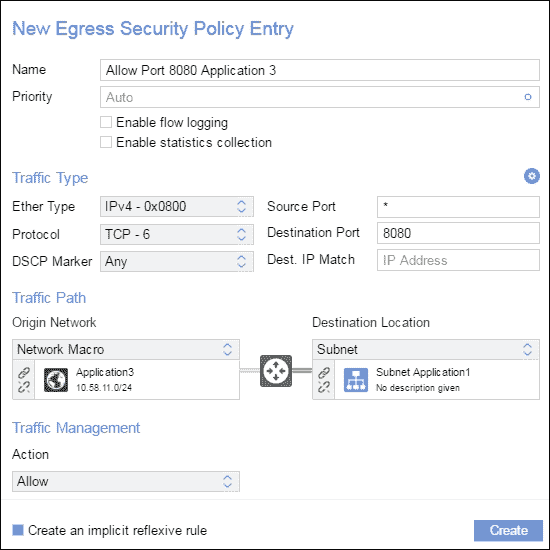 New Egress Security Policy Entry
Name Allow Port 8080 Application 3
Priority Auto
Enable flow logging
Enable statistics collection
Traffic Type
Ether Type IPv4 - 0x0800 Source Port *
Protocol TCP - 6 Destination Port 8080
DSCP Marker Any Dest. IP Match IP Address
Traffic Path
Origin Network Destination Location
Network Macro Subnet
Application3 Subnet Application1
10.58.11.0/24 No description given
Traffic Management
Action
Allow
Create an implicit reflexive rule Create